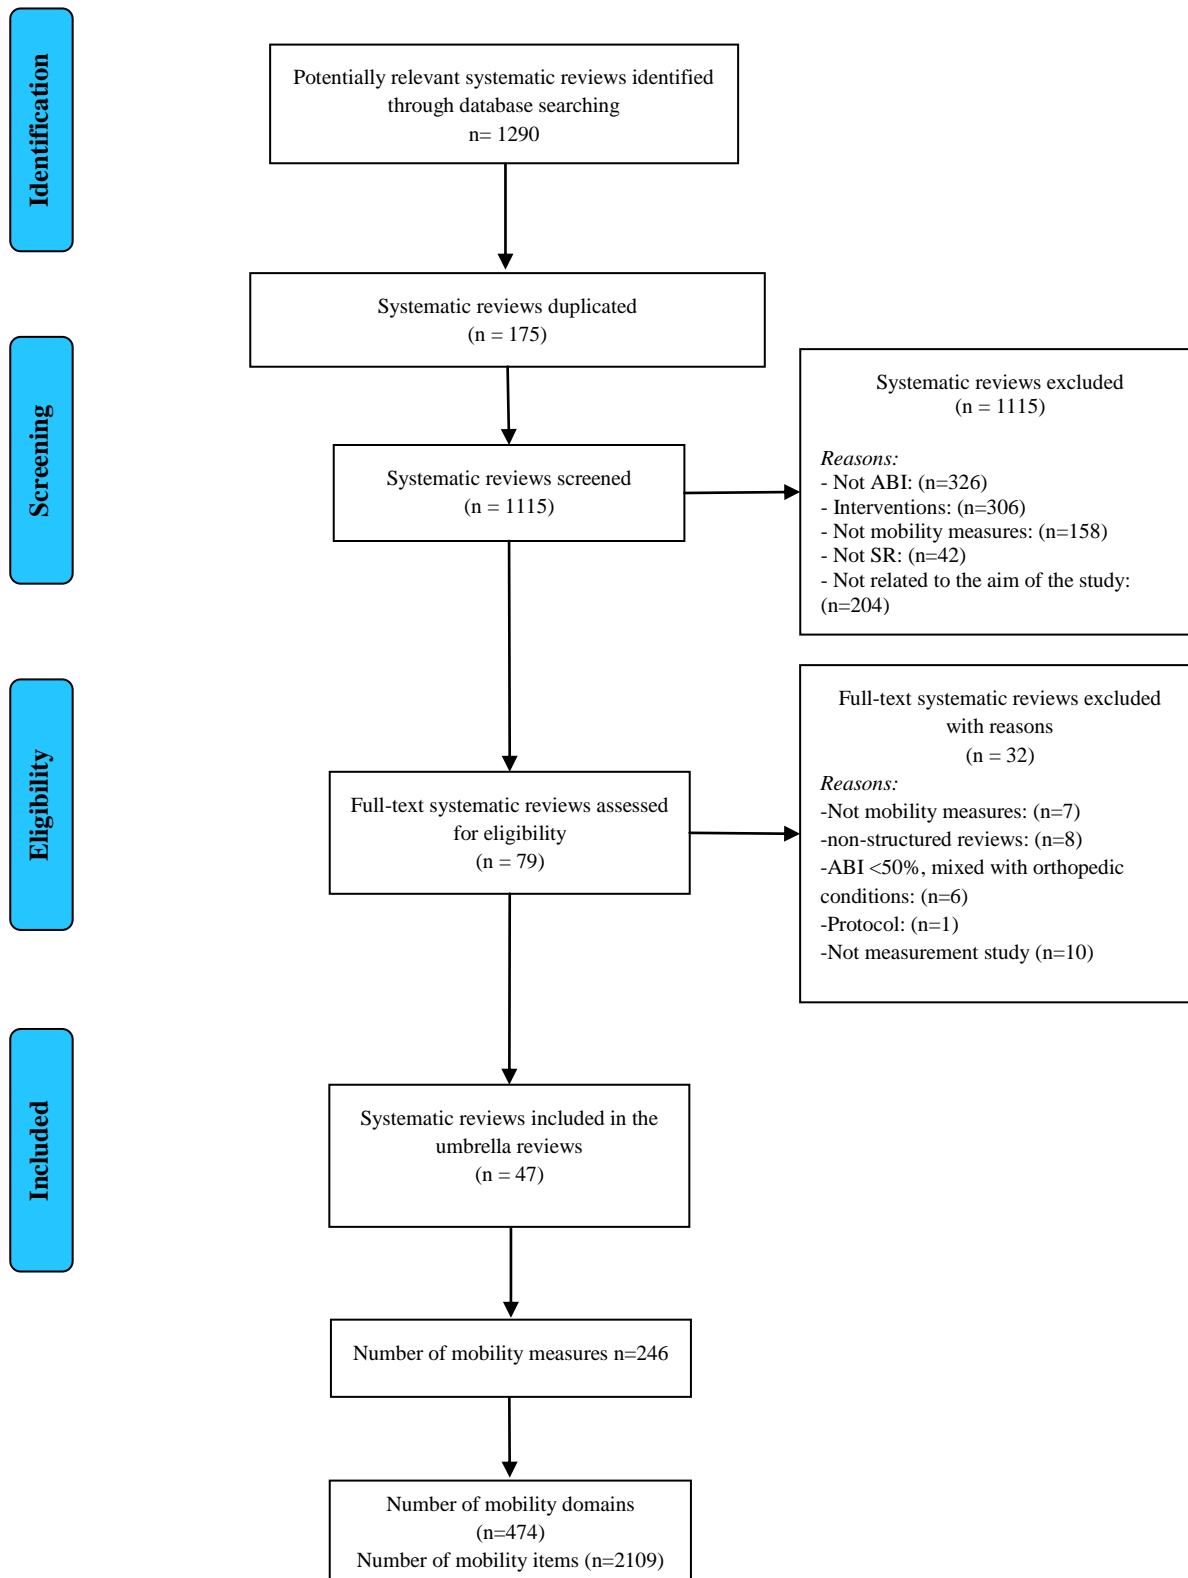 Identification
Potentially relevant systematic reviews identified
through database searching
n= 1290
Systematic reviews duplicated
(n = 175)
Screening
Systematic reviews screened
(n = 1115)
Systematic reviews excluded
(n = 1115)
Reasons:
- Not ABI: (n=326)
- Interventions: (n=306)
- Not mobility measures: (n=158)
- Not SR: (n=42)
- Not related to the aim of the study:
(n=204)
Eligibility
Full-text systematic reviews assessed
for eligibility
(n = 79)
Full-text systematic reviews excluded
with reasons
(n = 32)
Reasons:
-Not mobility measures: (n=7)
-non-structured reviews: (n=8)
-ABI <50%, mixed with orthopedic
conditions: (n=6)
-Protocol: (n=1)
-Not measurement study (n=10)
Included
Systematic reviews included in the
umbrella reviews
(n = 47)
Number of mobility measures n=246
Number of mobility domains
(n=474)
Number of mobility items (n=2109)